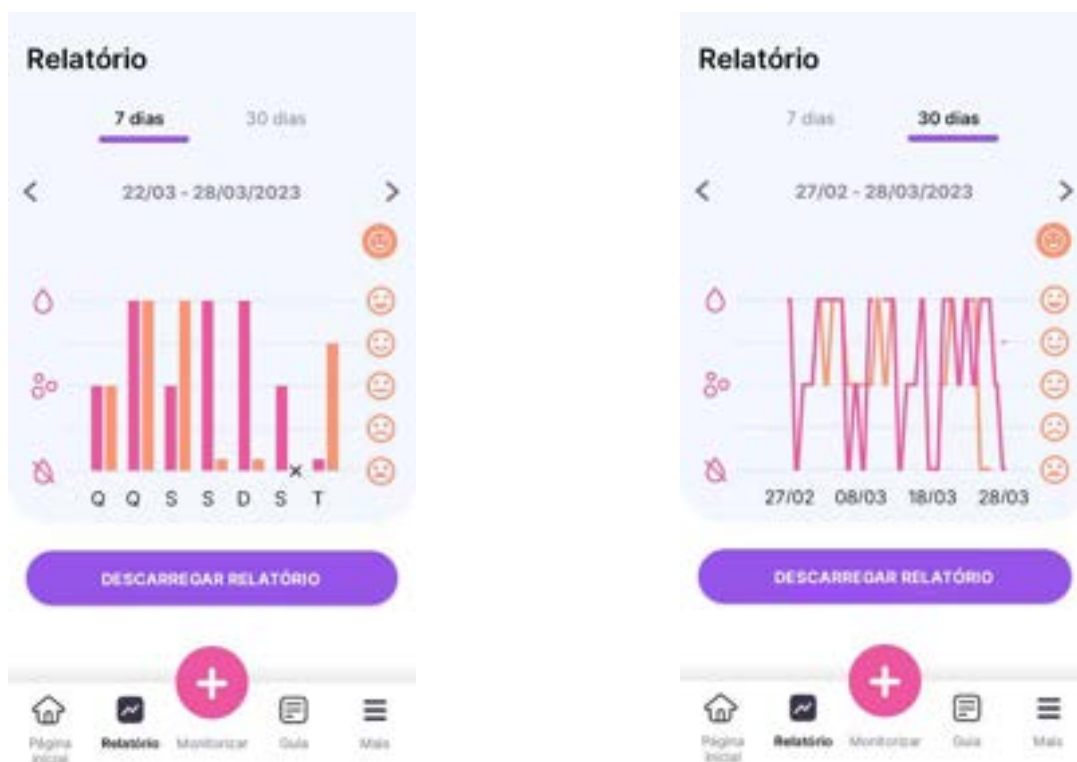 Relatório
7 dias 30 dias
22/03 - 28/03/2023
Q Q S S D S T
DESCARREGAR RELATÓRIO
Página Inicial
Relatório
Monitorizar
Guia
Mais
Relatório
7 dias 30 dias
27/02 - 28/03/2023
27/02 08/03 18/03 28/03
DESCARREGAR RELATÓRIO
Página Inicial
Relatório
Monitorizar
Guia
Mais